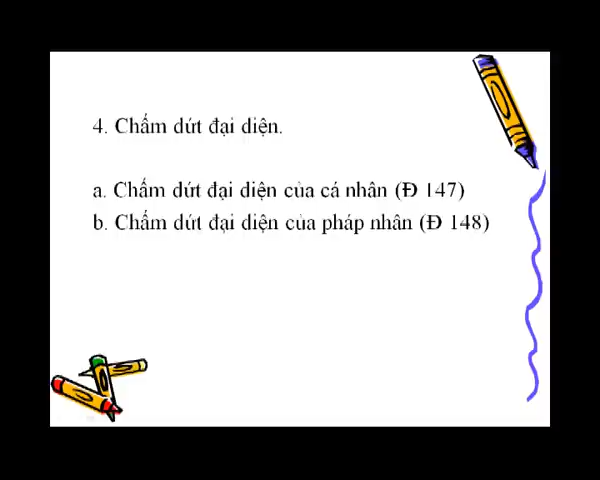 4. Chấm dứt đại diện.
a. Chấm dứt đại diện của cá nhân (Đ 147)
b. Chấm dứt đại diện của pháp nhân (Đ 148)